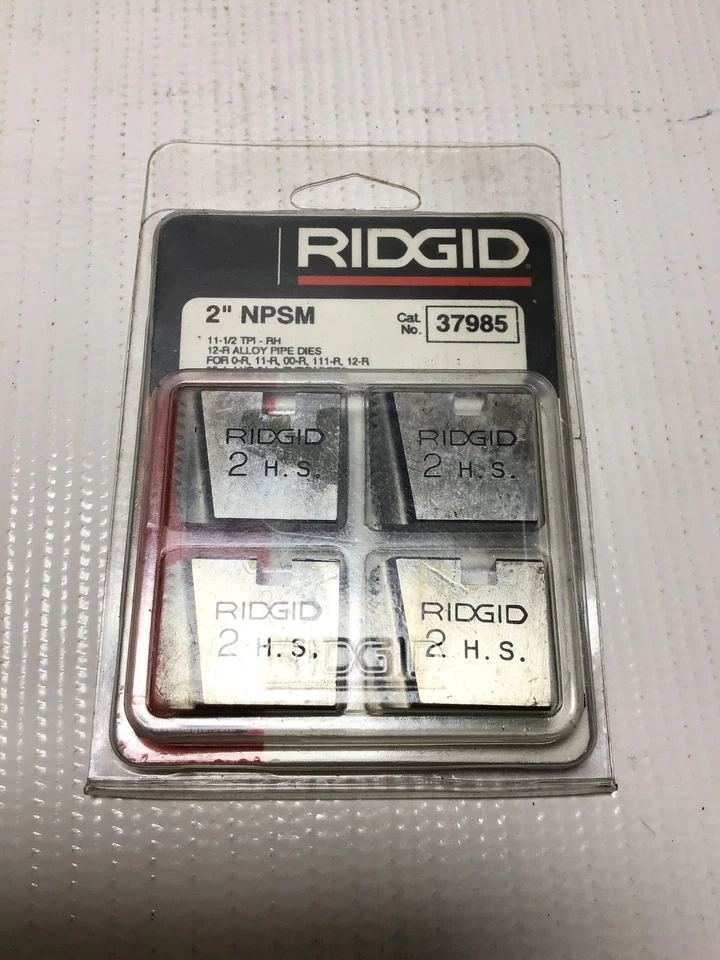 RIDGID
2" NPSM
Cat. No. 37985
11-1/2 TPI - RH
12-R ALLOY PIPE DIES
FOR 0-R, 11-R, 00-R, 111-R, 12-R
RIDGID
2 H.S.
RIDGID
2 H.S.
RIDGID
2 H.S.
RIDGID
2 H.S.
RIDGID